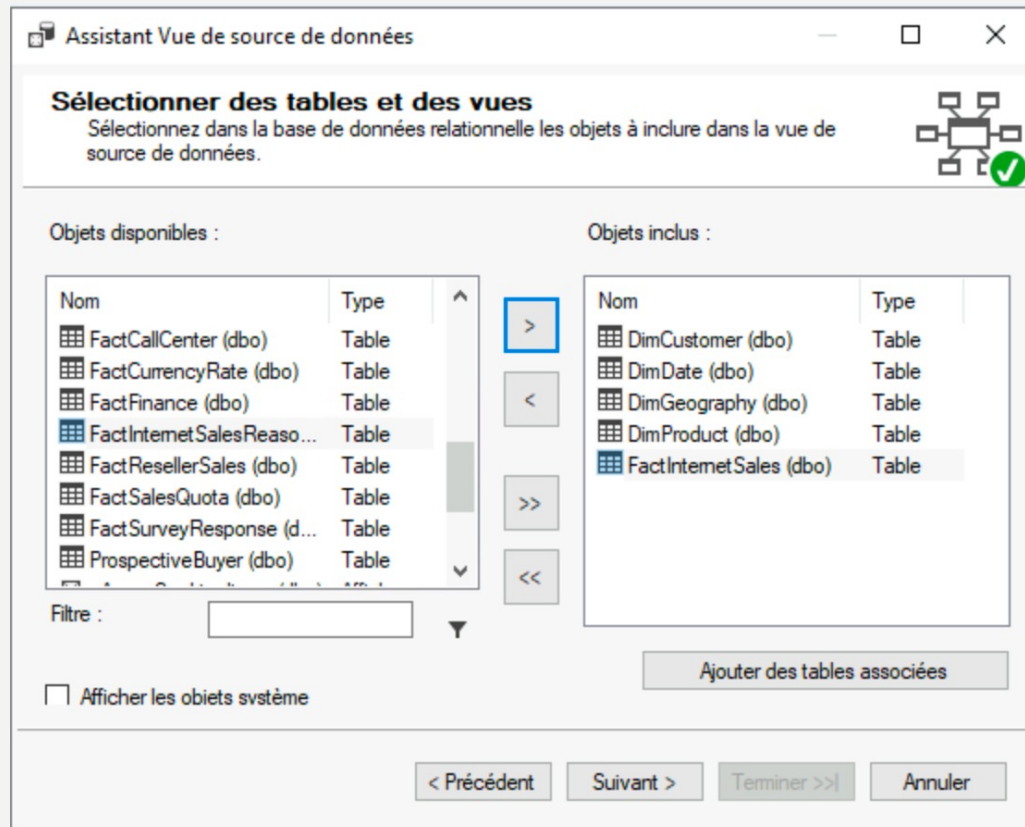 Assistant Vue de source de données
Sélectionner des tables et des vues
Sélectionnez dans la base de données relationnelle les objets à inclure dans la vue de
source de données.
Objets disponibles :
Nom Type
FactCallCenter (dbo) Table
FactCurrencyRate (dbo) Table
FactFinance (dbo) Table
FactInternetSalesReaso... Table
FactResellerSales (dbo) Table
FactSalesQuota (dbo) Table
FactSurveyResponse (d... Table
ProspectiveBuyer (dbo) Table
Filtre :
Afficher les objets système
>
<
>>
<<
Objets inclus :
Nom Type
DimCustomer (dbo) Table
DimDate (dbo) Table
DimGeography (dbo) Table
DimProduct (dbo) Table
FactInternetSales (dbo) Table
Ajouter des tables associées
< Précédent Suivant > Terminer >>| Annuler